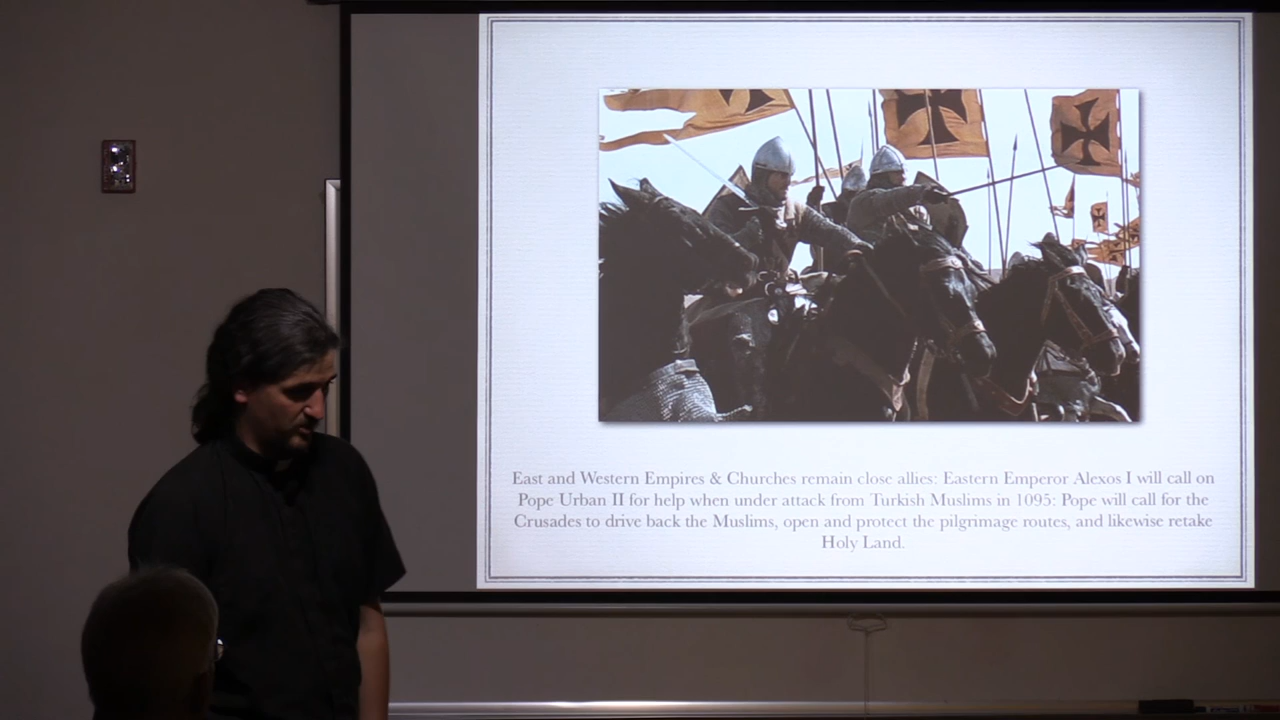 East and Western Empires & Churches remain close allies: Eastern Emperor Alexos I will call on
Pope Urban II for help when under attack from Turkish Muslims in 1095: Pope will call for the
Crusades to drive back the Muslims, open and protect the pilgrimage routes, and likewise retake
Holy Land.